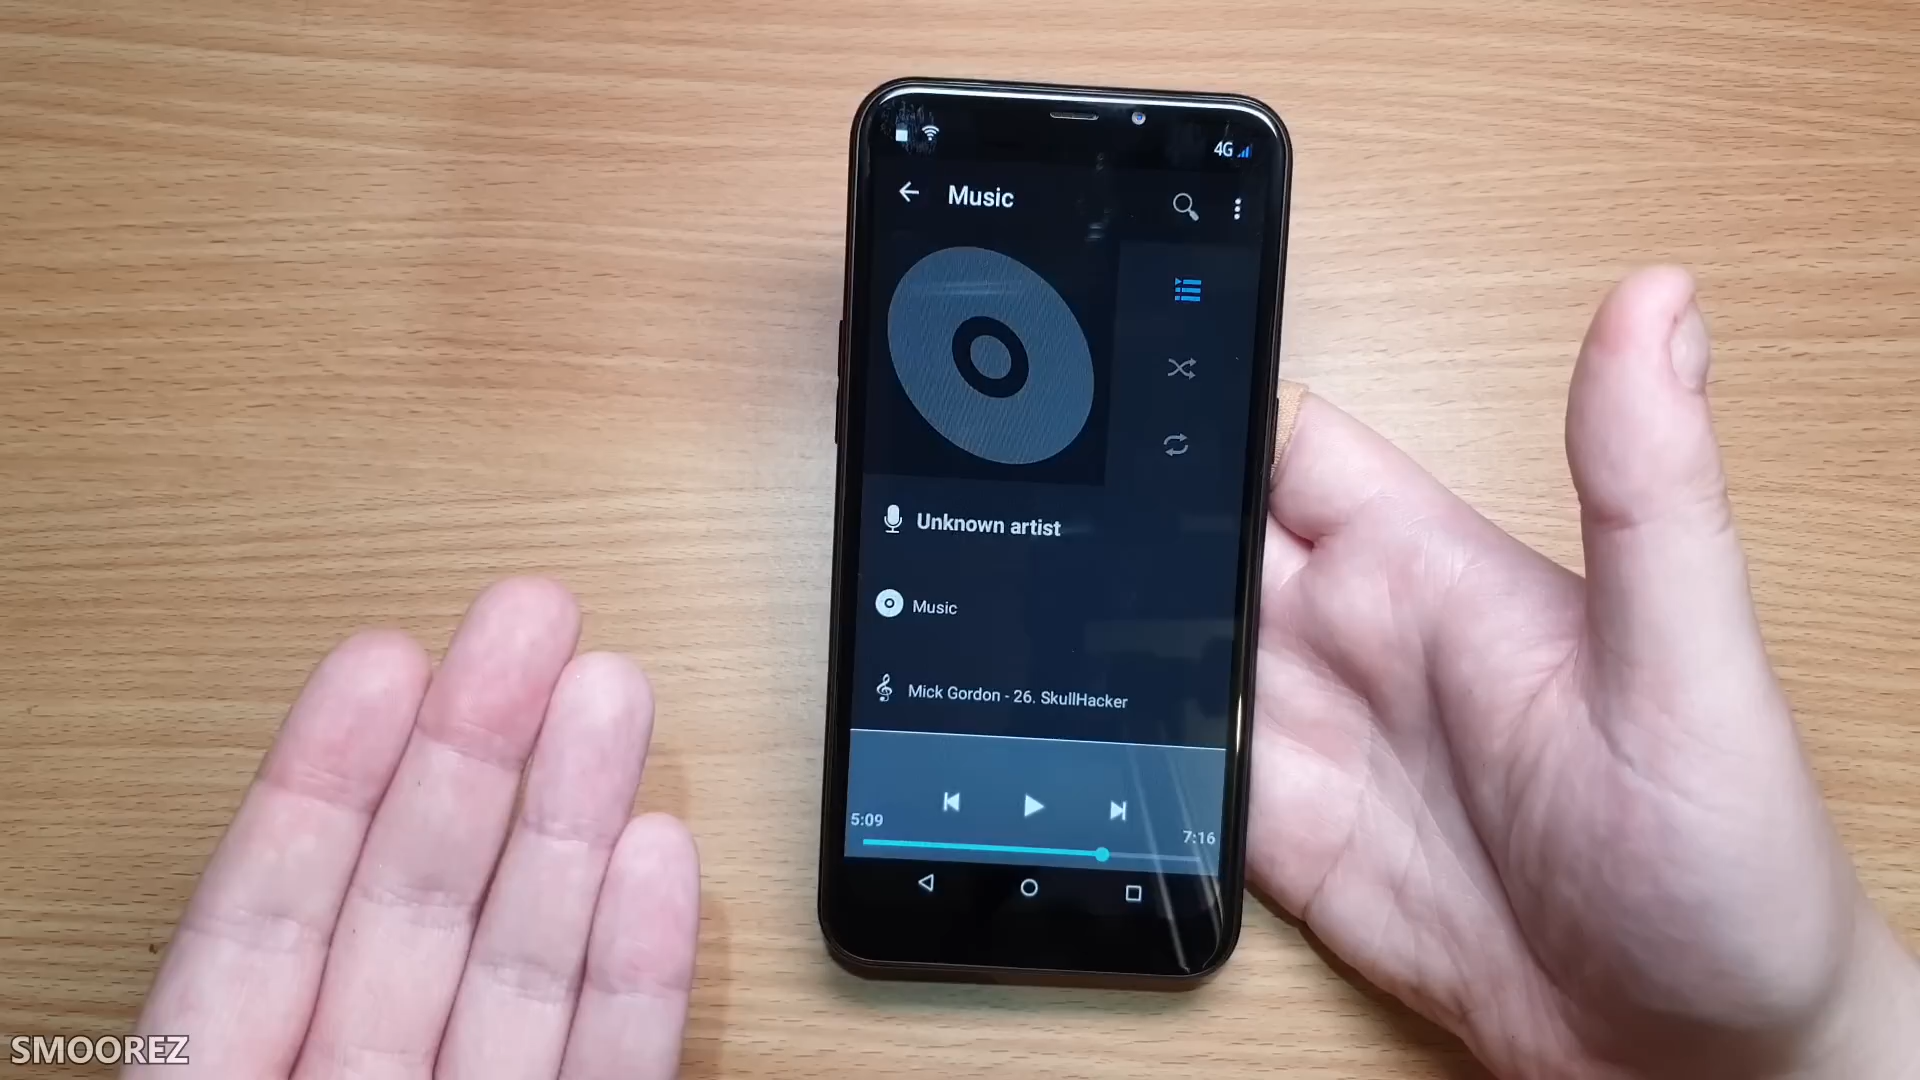 4G
Music
Unknown artist
Music
Mick Gordon - 26. SkullHacker
5:09
7:16
SMOOREZ